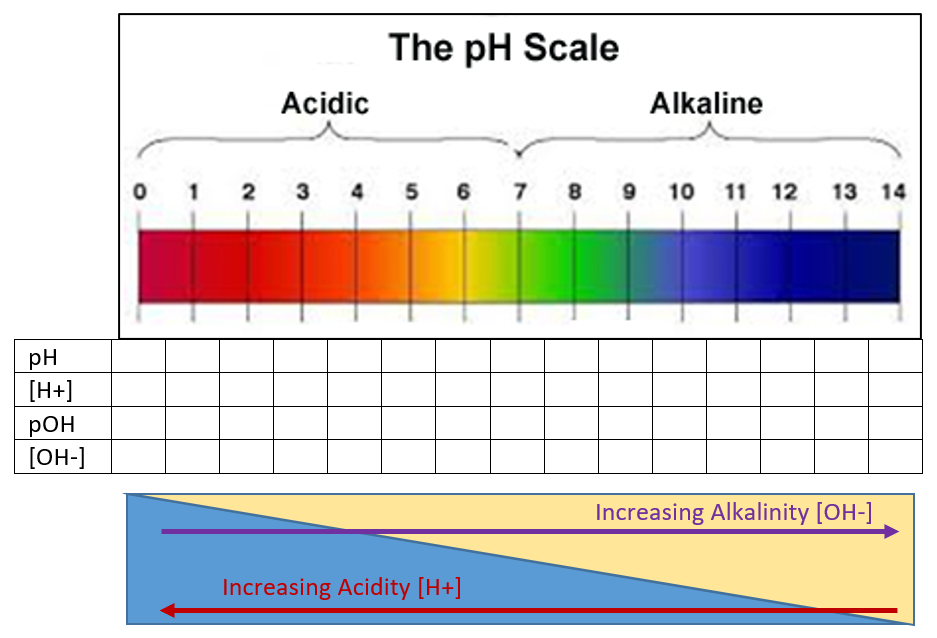 The pH Scale
Acidic Alkaline
0 1 2 3 4 5 6 7 8 9 10 11 12 13 14
pH
[H+]
pOH
[OH-]
Increasing Alkalinity [OH-]
Increasing Acidity [H+]